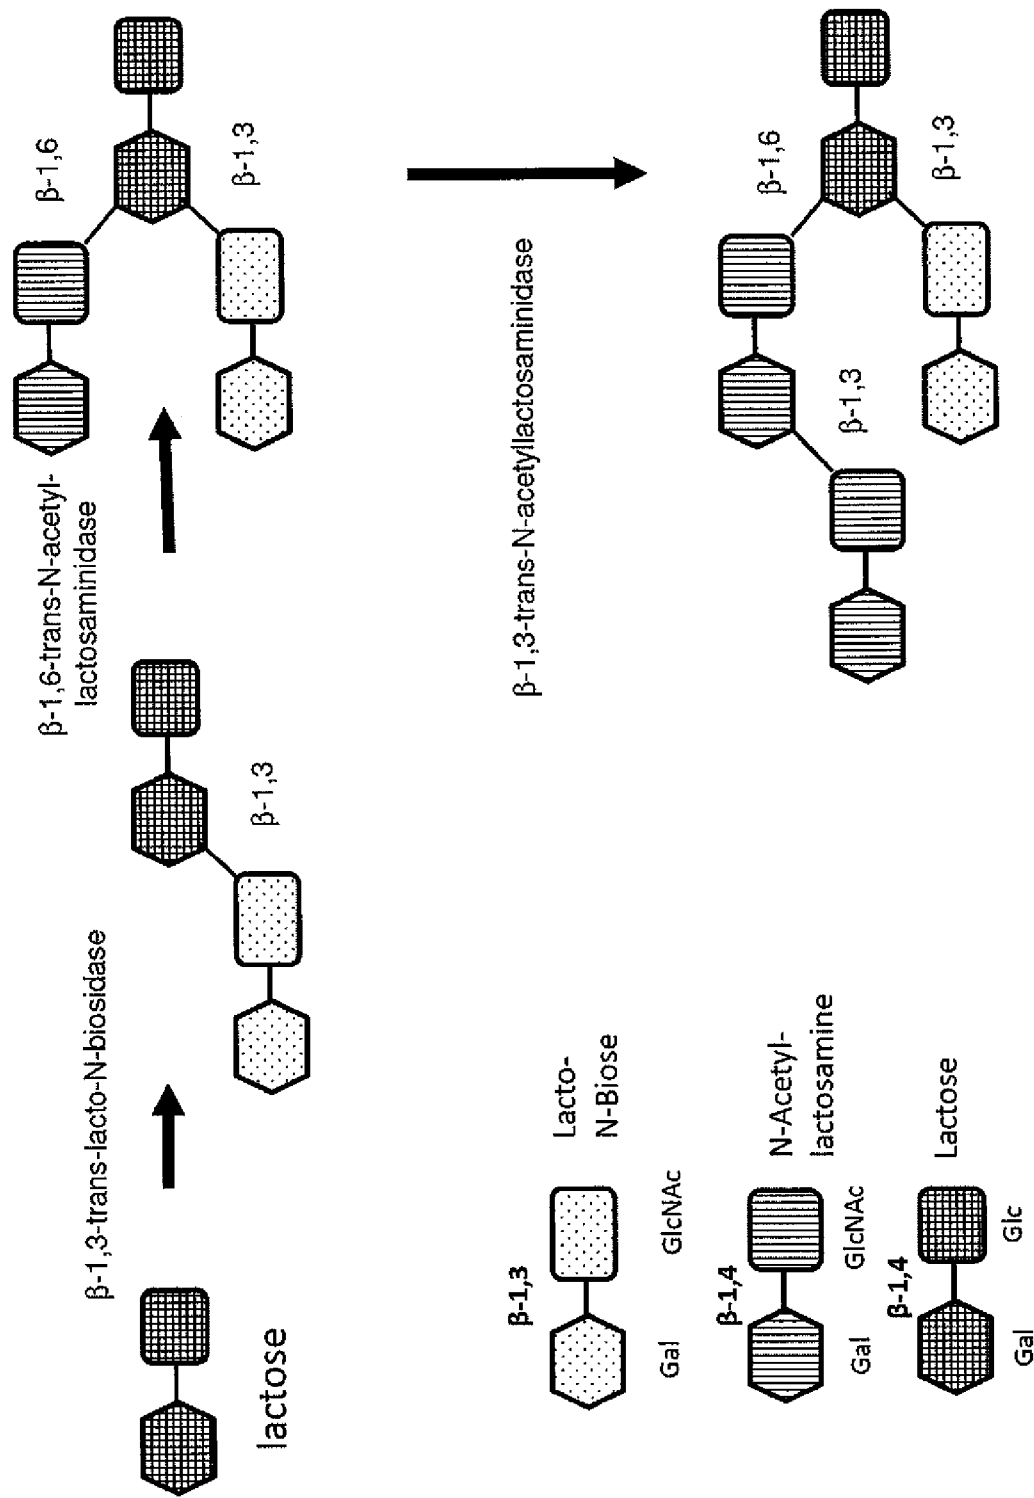 β-1,3-trans-lacto-N-biosidase
β-1,6-trans-N-acetyl-
lactosaminidase
β-1,6
lactose
β-1,3
β-1,3
β-1,3-trans-N-acetyllactosaminidase
β-1,3
Lacto-
N-Biose
Gal
GlcNAc
β-1,4
N-Acetyl-
lactosamine
Gal
GlcNAc
β-1,4
Lactose
Gal
Glc
β-1,6
β-1,3
β-1,3